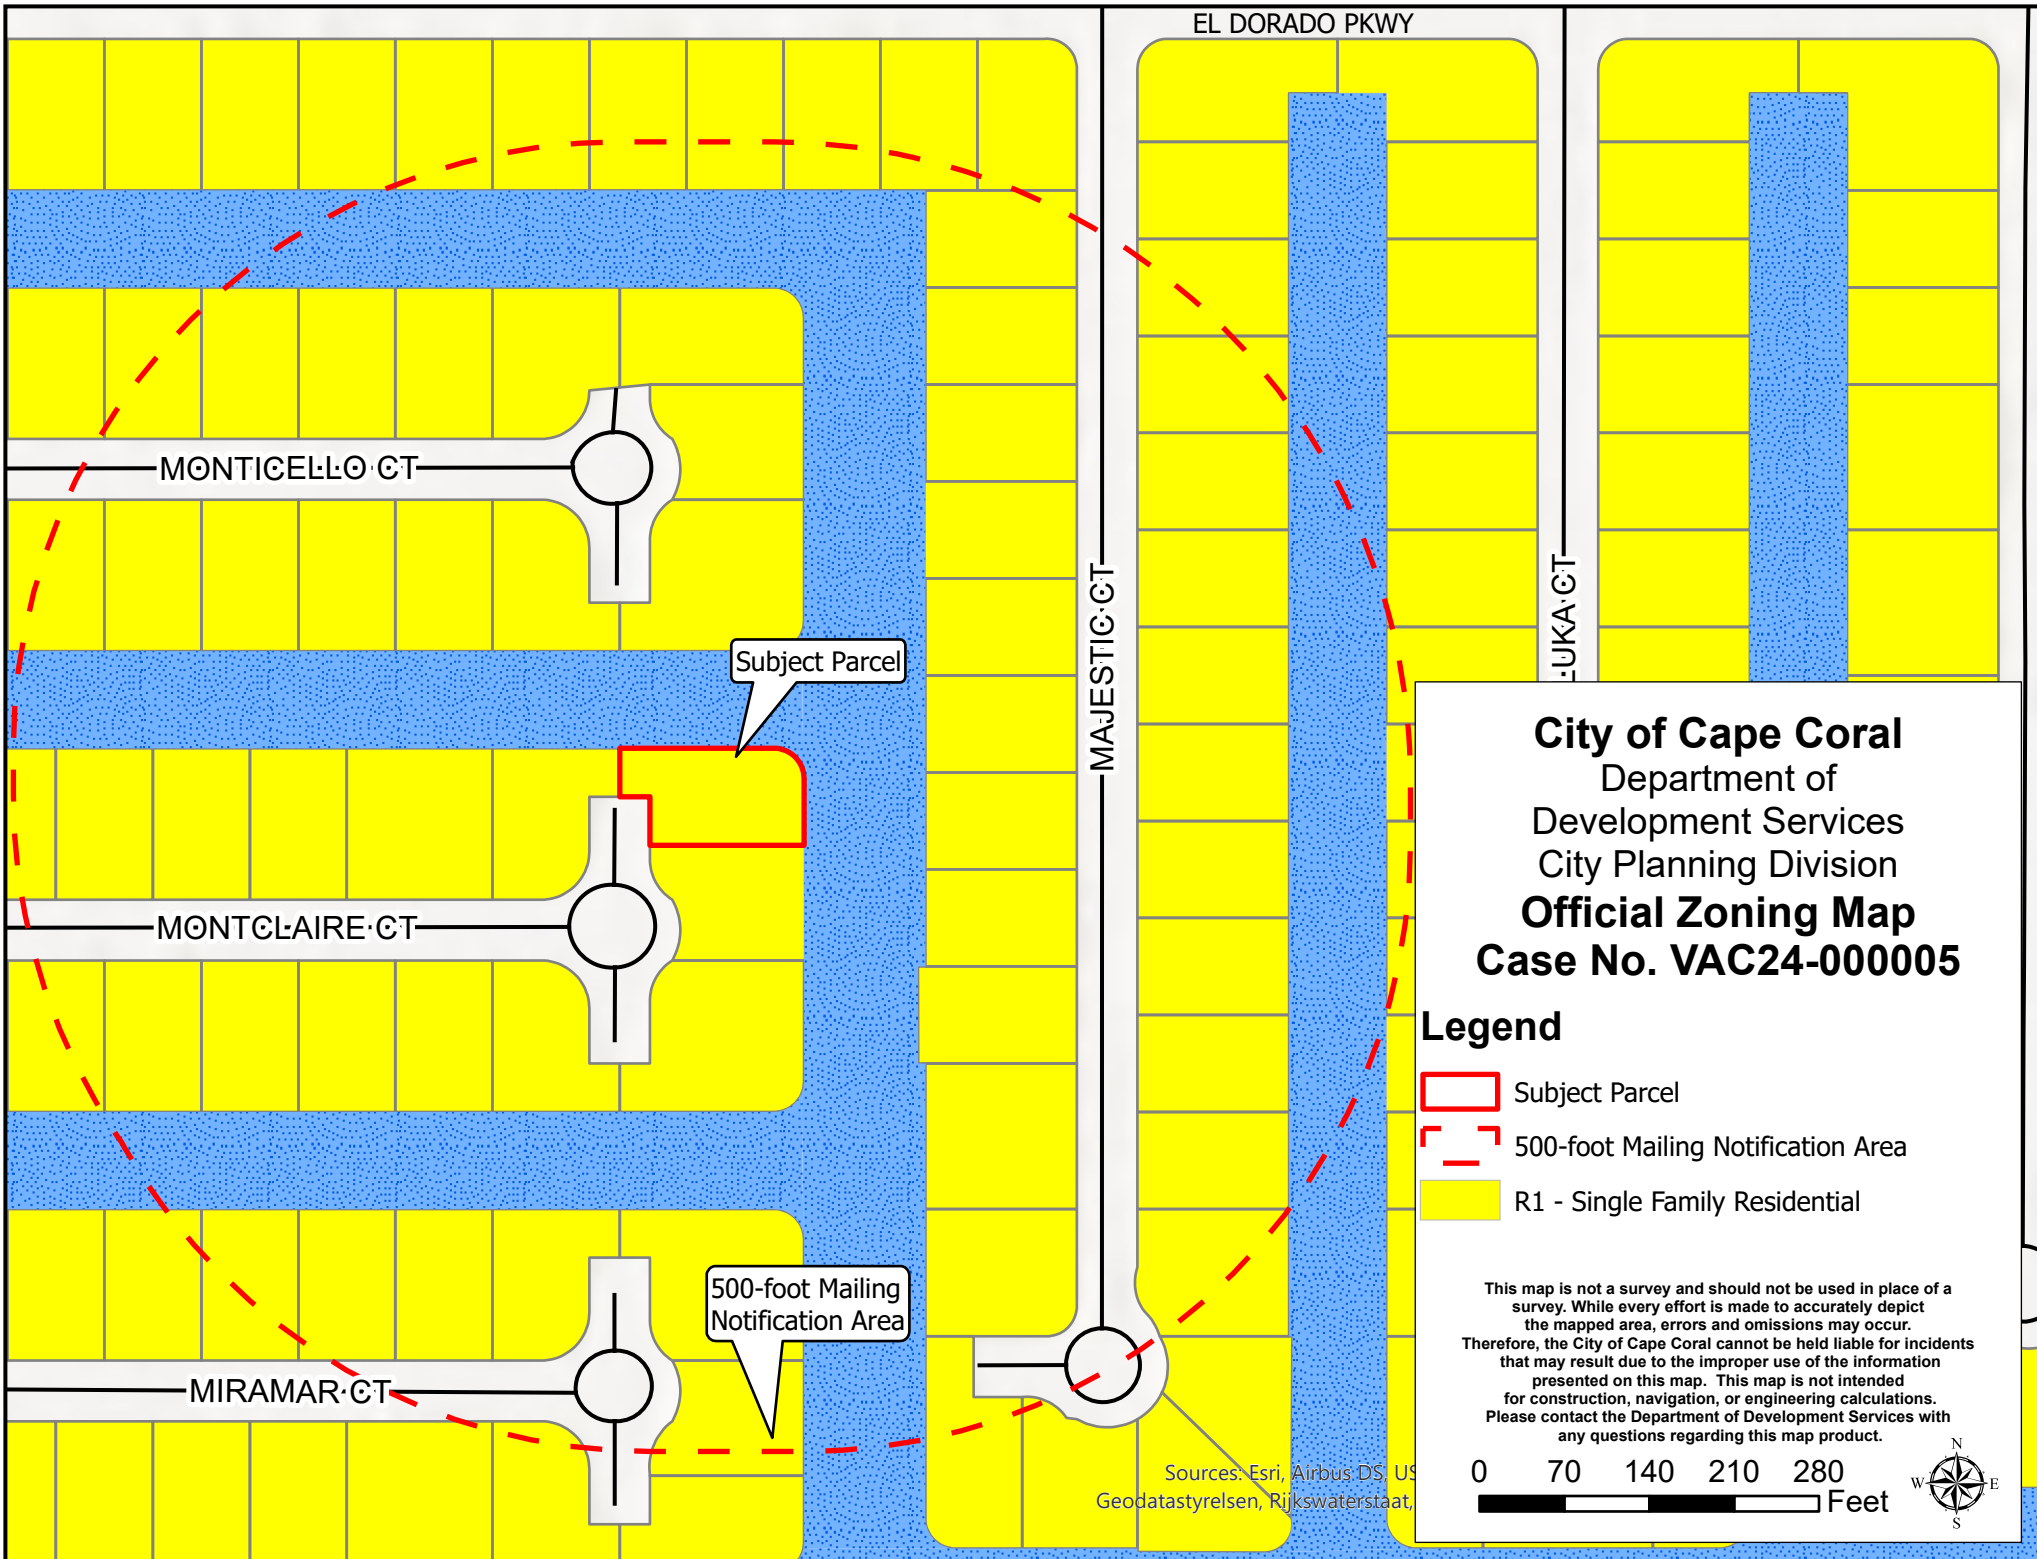 EL DORADO PKWY
MONTICELLO CT
Subject Parcel
MAJESTIC CT
LUKA CT
MONTCLAIRE CT
500-foot Mailing
Notification Area
MIRAMAR CT
City of Cape Coral
Department of
Development Services
City Planning Division
Official Zoning Map
Case No. VAC24-000005
Legend
Subject Parcel
500-foot Mailing Notification Area
R1 - Single Family Residential
This map is not a survey and should not be used in place of a
survey. While every effort is made to accurately depict
the mapped area, errors and omissions may occur.
Therefore, the City of Cape Coral cannot be held liable for incidents
that may result due to the improper use of the information
presented on this map. This map is not intended
for construction, navigation, or engineering calculations.
Please contact the Department of Development Services with
any questions regarding this map product.
Sources: Esri, Airbus DS, US
Geodatastyrelsen, Rijkswaterstaat,
0 70 140 210 280
Feet
N
W E
S